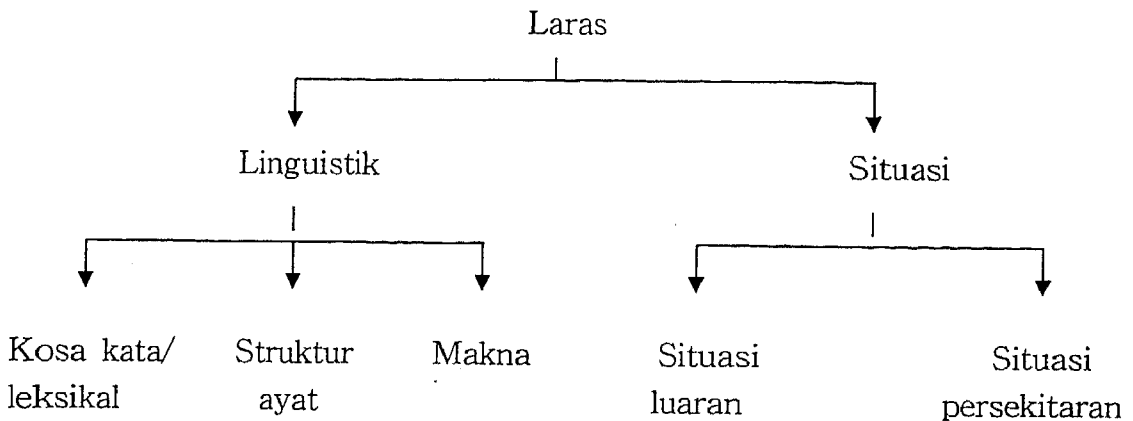 Laras
Linguistik
Situasi
Kosa kata/
leksikal
Struktur
ayat
Makna
Situasi
luaran
Situasi
persekitaran